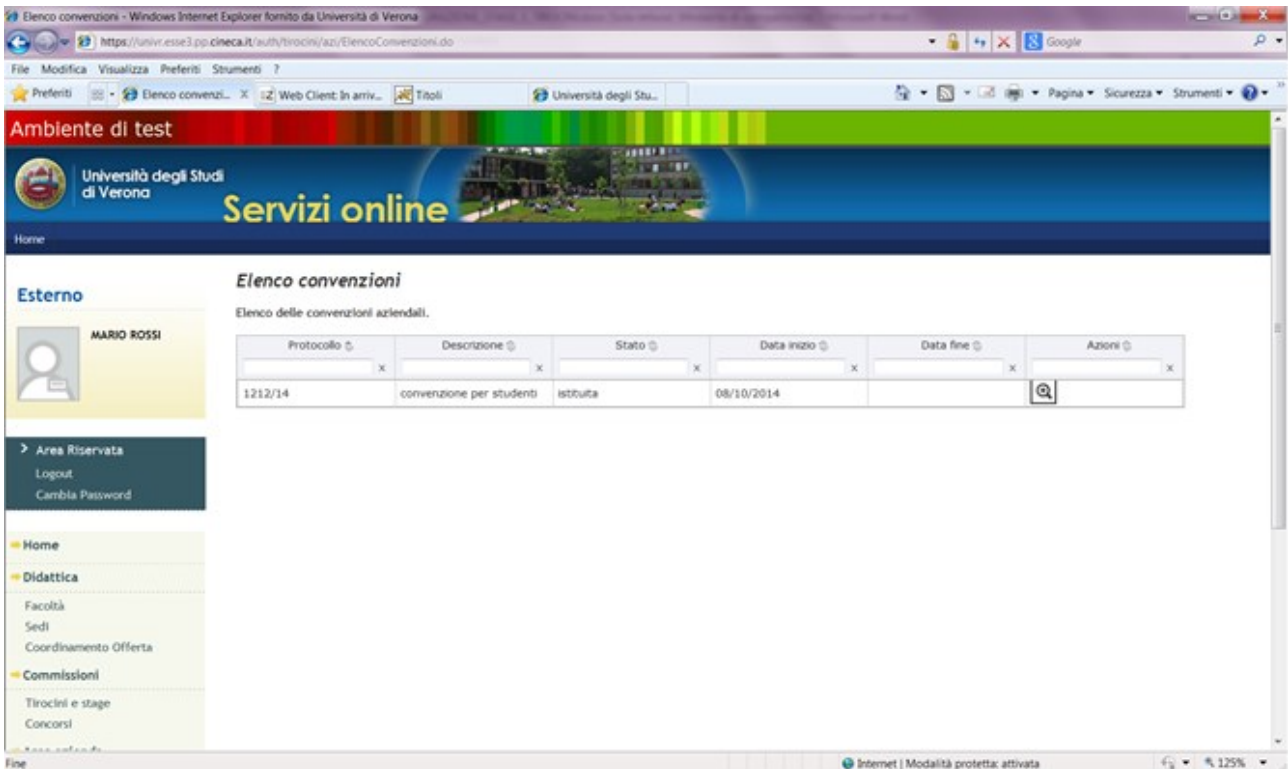 Elenco convenzioni - Windows Internet Explorer fornito da Università di Verona
https://univr.esse3.pp.cineca.it/auth/tirocini/azi/ElencoConvenzioni.do
Google
File Modifica Visualizza Preferiti Strumenti ?
Preferiti Elenco convenzi... X Web Client: In arriv... Titoli Università degli Stu... Pagina Sicurezza Strumenti
Ambiente di test
Università degli Studi
di Verona
Servizi online
Home
Elenco convenzioni
Esterno
Elenco delle convenzioni aziendali.
MARIO ROSSI
Protocollo Descrizione Stato Data inizio Data fine Azioni
x x x x x x
1212/14 convenzione per studenti istituita 08/10/2014
> Area Riservata
Logout
Cambia Password
Home
Didattica
Facoltà
Sedi
Coordinamento Offerta
Commissioni
Tirocini e stage
Concorsi
Fine Internet | Modalità protetta: attivata 125%